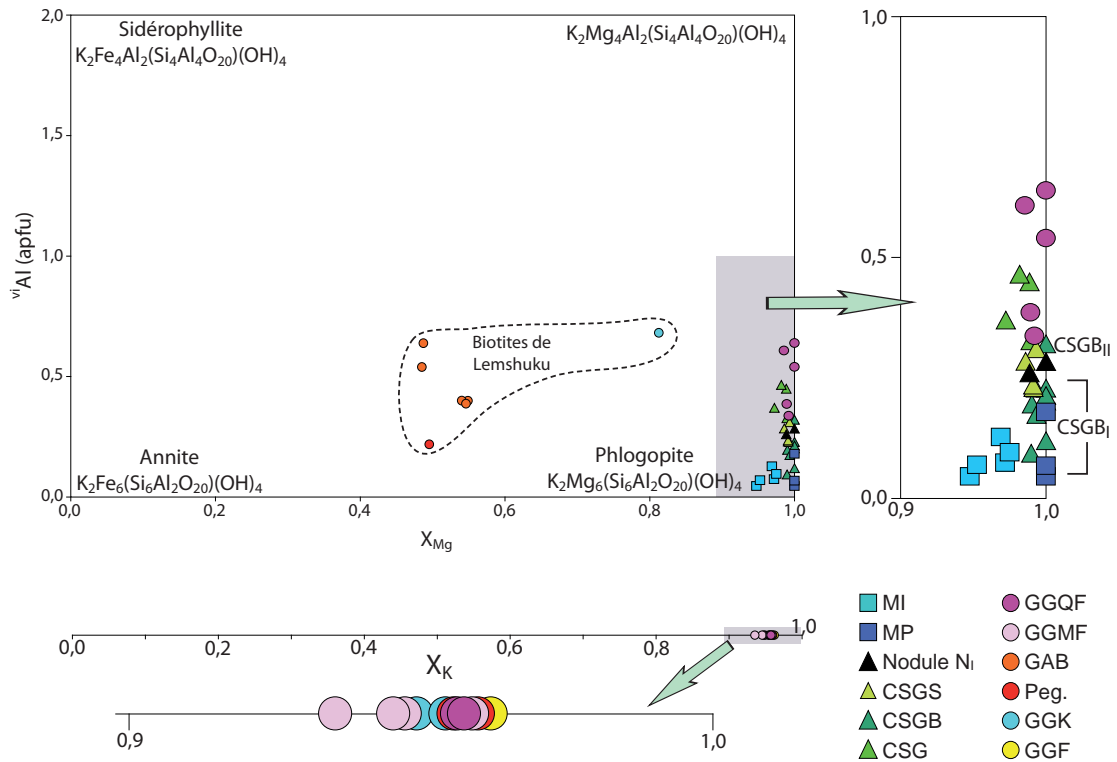 2,0
Sidérophyllite
K2Fe4Al2(Si4Al4O20)(OH)4
K2Mg4Al2(Si4Al4O20)(OH)4
1,5
viAl (apfu)
1,0
0,5
0,0
Biotites de
Lemshuku
Annite
K2Fe6(Si6Al2O20)(OH)4
Phlogopite
K2Mg6(Si6Al2O20)(OH)4
0,0 0,2 0,4 0,6 0,8 1,0
XMg
1,0
0,5
0,0
0,9 1,0
CSGBII
CSGBI
0,0 0,2 0,4 0,6 0,8 1,0
XK
0,9 1,0
MI
MP
Nodule NI
CSGS
CSGB
CSG
GGQF
GGMF
GAB
Peg.
GGK
GGF